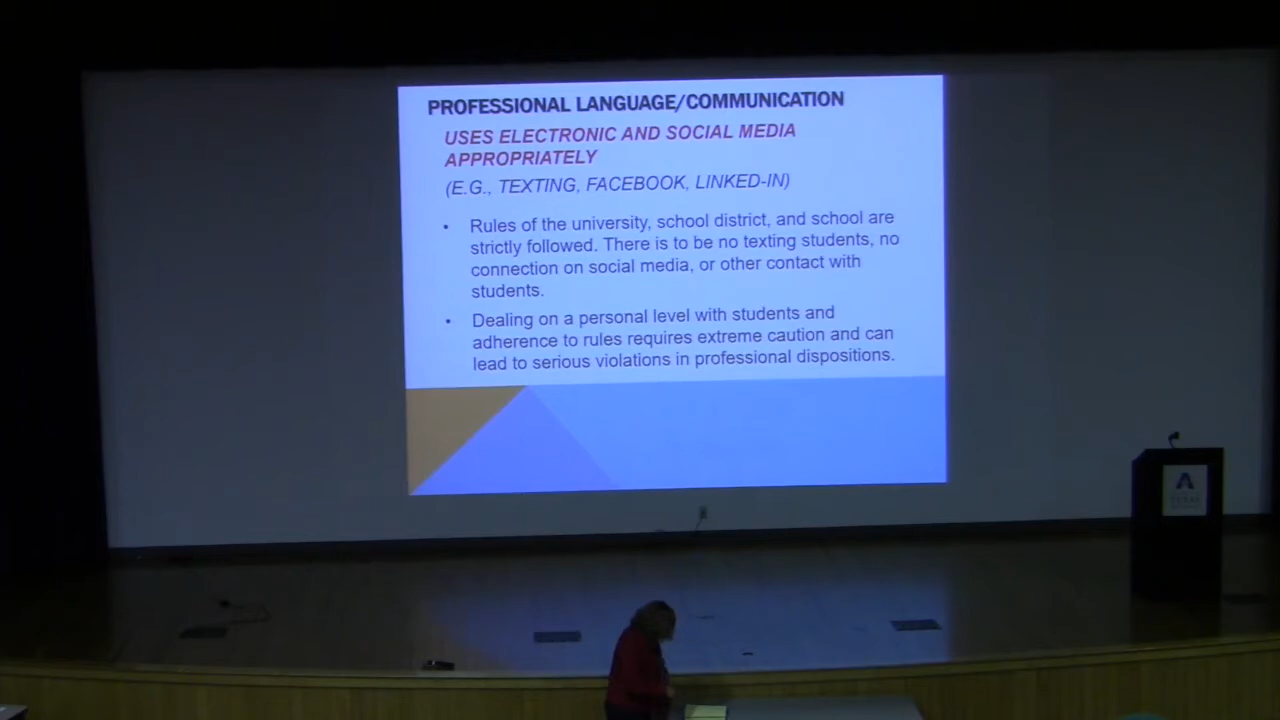 PROFESSIONAL LANGUAGE/COMMUNICATION
USES ELECTRONIC AND SOCIAL MEDIA
APPROPRIATELY
(E.G., TEXTING, FACEBOOK, LINKED-IN)
• Rules of the university, school district, and school are
strictly followed. There is to be no texting students, no
connection on social media, or other contact with
students.
• Dealing on a personal level with students and
adherence to rules requires extreme caution and can
lead to serious violations in professional dispositions.